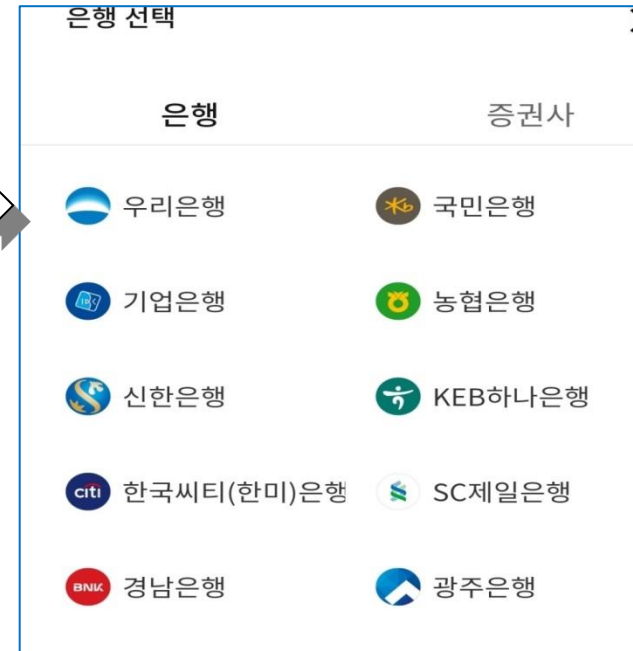 은행 선택
은행 증권사
우리은행 국민은행
기업은행 농협은행
신한은행 KEB하나은행
citi 한국씨티(한미)은행 SC제일은행
BNK 경남은행 광주은행